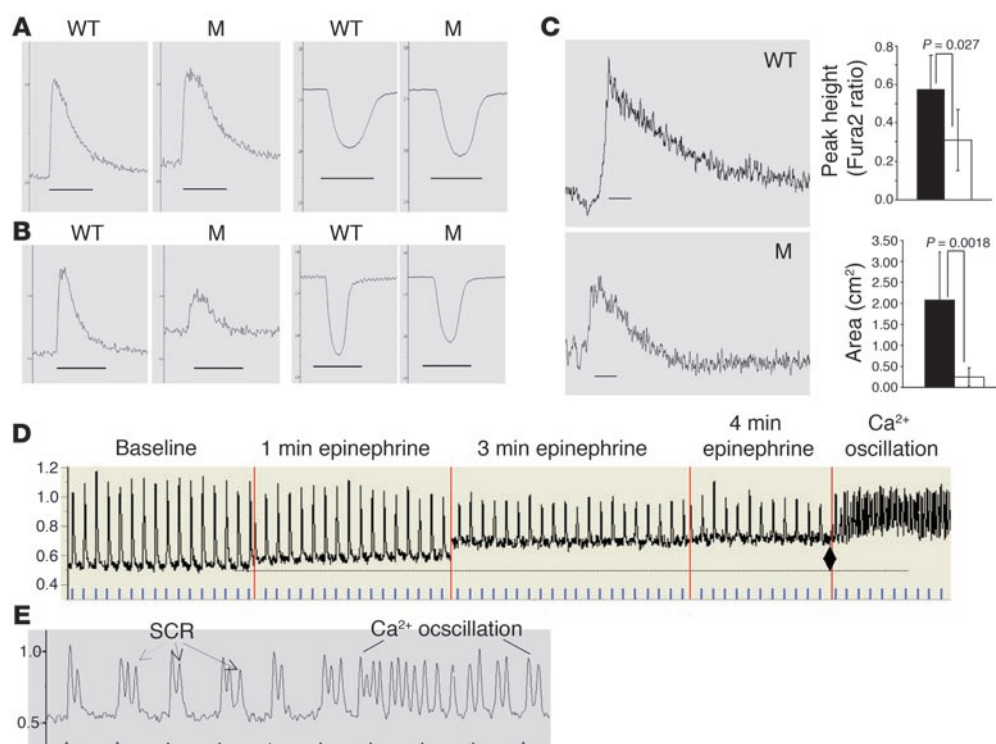 A
WT
M
WT
M
B
WT
M
WT
M
C
WT
M
Peak height
(Fura2 ratio)
0.8
0.6
0.4
0.2
0.0
P = 0.027
Area (cm²)
3.50
3.00
2.50
2.00
1.50
1.00
0.50
0.00
P = 0.0018
D
Baseline
1 min epinephrine
3 min epinephrine
4 min
epinephrine
Ca²⁺
oscillation
1.2
1.0
0.8
0.6
0.4
E
SCR
Ca²⁺ ocscillation
1.0
0.5